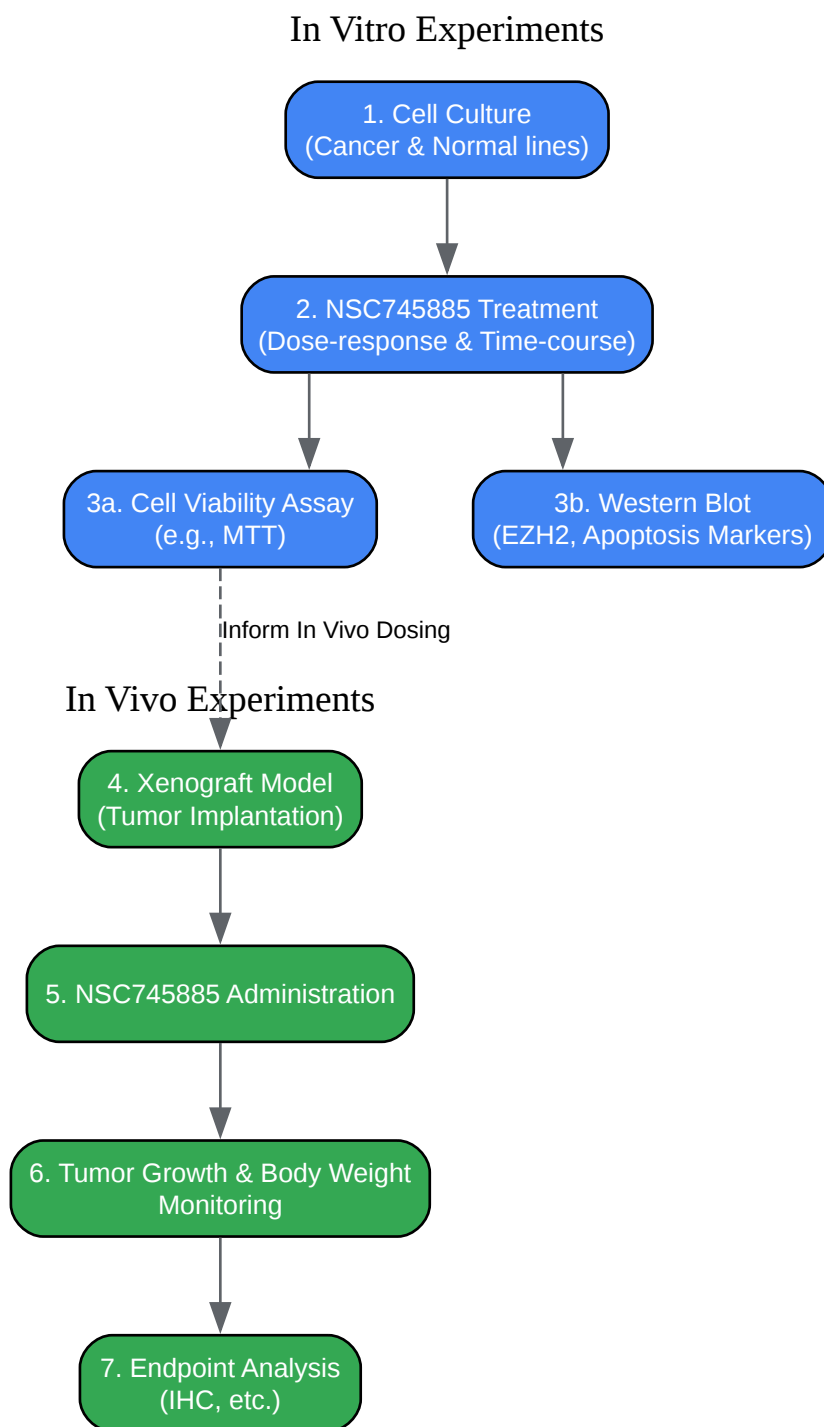 In Vitro Experiments
1. Cell Culture
(Cancer & Normal lines)
2. NSC745885 Treatment
(Dose-response & Time-course)
3a. Cell Viability Assay
(e.g., MTT)
3b. Western Blot
(EZH2, Apoptosis Markers)
Inform In Vivo Dosing
In Vivo Experiments
4. Xenograft Model
(Tumor Implantation)
5. NSC745885 Administration
6. Tumor Growth & Body Weight
Monitoring
7. Endpoint Analysis
(IHC, etc.)